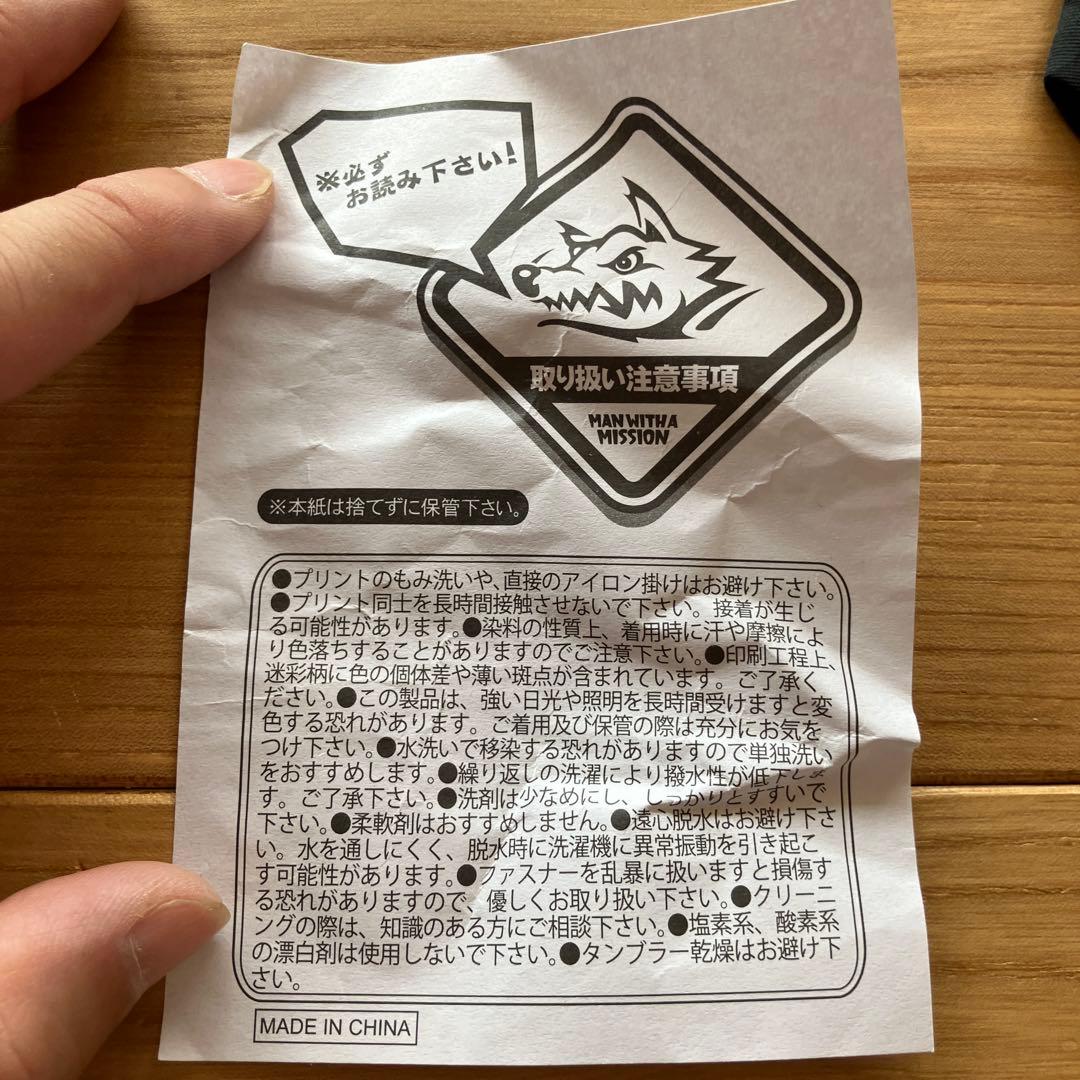 ※必ず
お読み下さい!
取り扱い注意事項
MAN WITH A
MISSION
※本紙は捨てずに保管下さい。
●プリントのもみ洗いや、直接のアイロン掛けはお避け下さい。
●プリント同士を長時間接触させないで下さい。接着が生じ
る可能性があります。●染料の性質上、着用時に汗や摩擦によ
り色落ちすることがありますのでご注意下さい。●印刷工程上、
迷彩柄に色の個体差や薄い斑点が含まれています。ご了承く
ださい。●この製品は、強い日光や照明を長時間受けますと変
色する恐れがあります。ご着用及び保管の際は充分にお気を
つけ下さい。●水洗いで移染する恐れがありますので単独洗い
をおすすめします。●繰り返しの洗濯により撥水性が低下しま
す。ご了承下さい。●洗剤は少なめにし、しっかりとすすいで
下さい。●柔軟剤はおすすめしません。●遠心脱水はお避け下さ
い。水を通しにくく、脱水時に洗濯機に異常振動を引き起こ
す可能性があります。●ファスナーを乱暴に扱いますと損傷す
る恐れがありますので、優しくお取り扱い下さい。●クリーニ
ングの際は、知識のある方にご相談下さい。●塩素系、酸素系
の漂白剤は使用しないで下さい。●タンブラー乾燥はお避け下
さい。
MADE IN CHINA